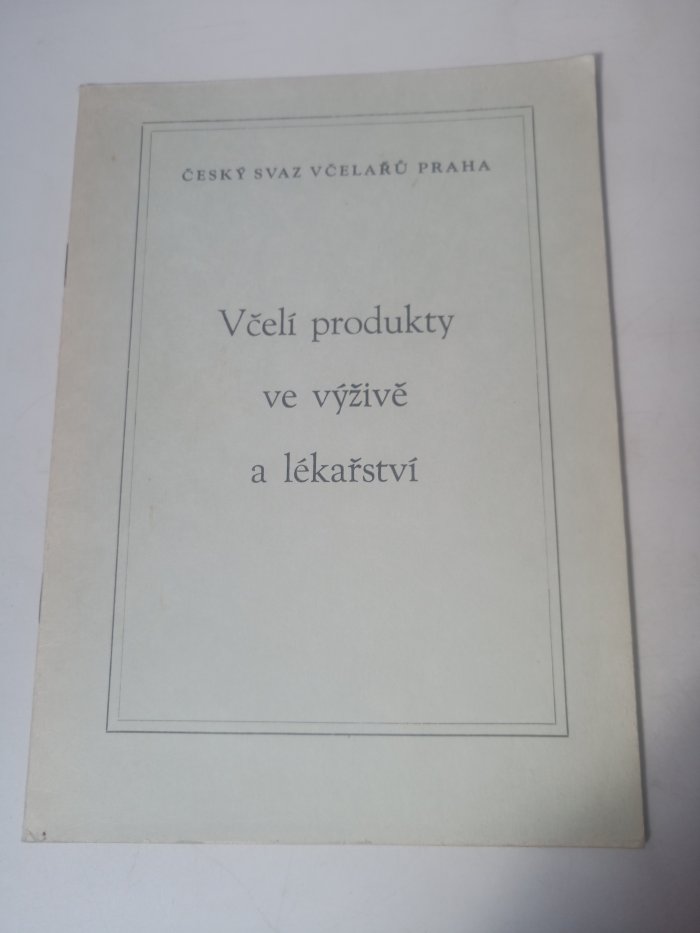 ČESKÝ SVAZ VČELAŘŮ PRAHA
Včelí produkty
ve výživě
a lékařství